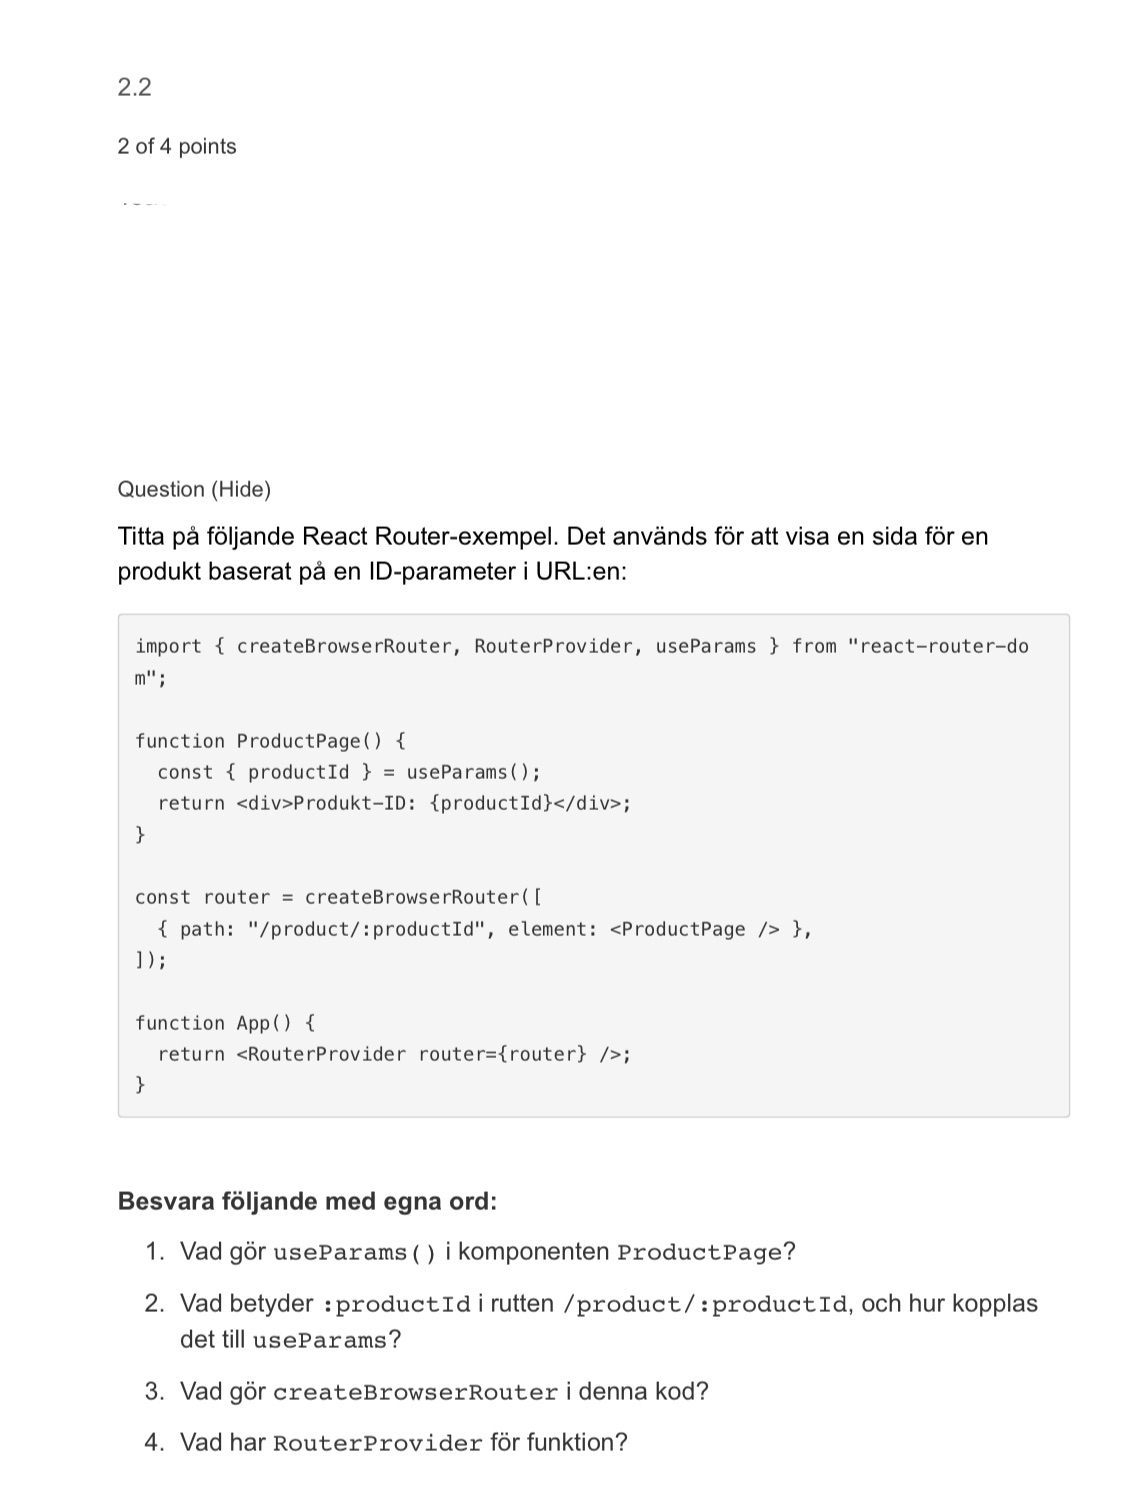 2.2
2 of 4 points
Question (Hide)
Titta på följande React Router-exempel. Det används för att visa en sida för en
produkt baserat på en ID-parameter i URL:en:
import { createBrowserRouter, RouterProvider, useParams } from "react-router-do
m";
function ProductPage() {
  const { productId } = useParams();
  return <div>Produkt-ID: {productId}</div>;
}
const router = createBrowserRouter([
  { path: "/product/:productId", element: <ProductPage /> },
]);
function App() {
  return <RouterProvider router={router} />;
}
Besvara följande med egna ord:
1. Vad gör useParams() i komponenten ProductPage?
2. Vad betyder :productId i rutten /product/:productId, och hur kopplas
det till useParams?
3. Vad gör createBrowserRouter i denna kod?
4. Vad har RouterProvider för funktion?